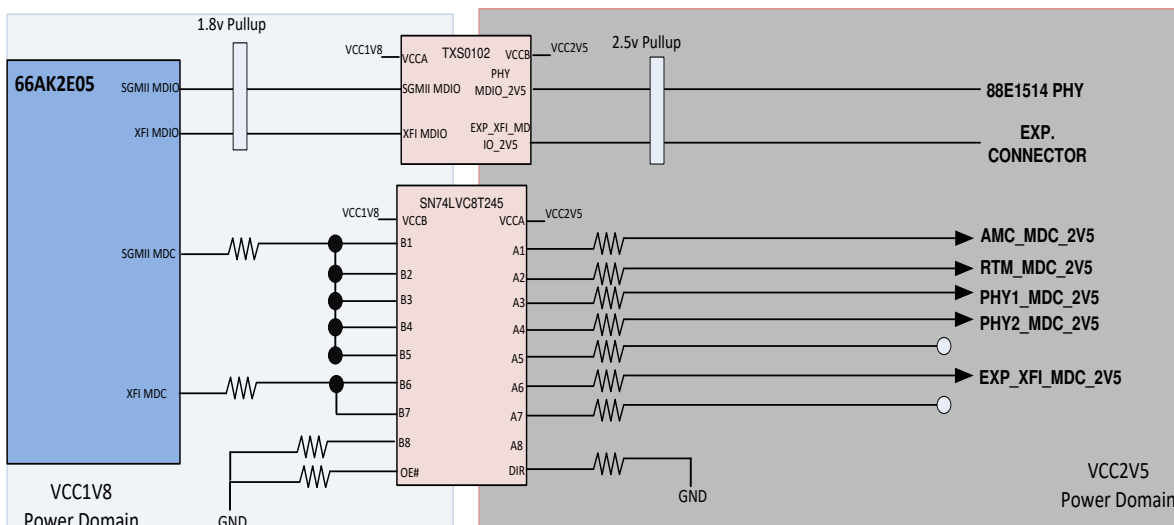 1.8v Pullup
2.5v Pullup
VCC1V8
TXS0102
VCCA
VCCB
VCC2V5
66AK2E05
SGMII MDIO
SGMII MDIO
PHY
MDIO_2V5
88E1514 PHY
XFI MDIO
XFI MDIO
EXP_XFI_MD
IO_2V5
EXP.
CONNECTOR
SN74LVC8T245
VCC1V8
VCCB
VCCA
VCC2V5
SGMII MDC
B1
A1
AMC_MDC_2V5
B2
A2
RTM_MDC_2V5
B3
A3
PHY1_MDC_2V5
B4
A4
PHY2_MDC_2V5
B5
A5
XFI MDC
B6
A6
EXP_XFI_MDC_2V5
B7
A7
B8
A8
OE#
DIR
GND
GND
VCC1V8
Power Domain
VCC2V5
Power Domain